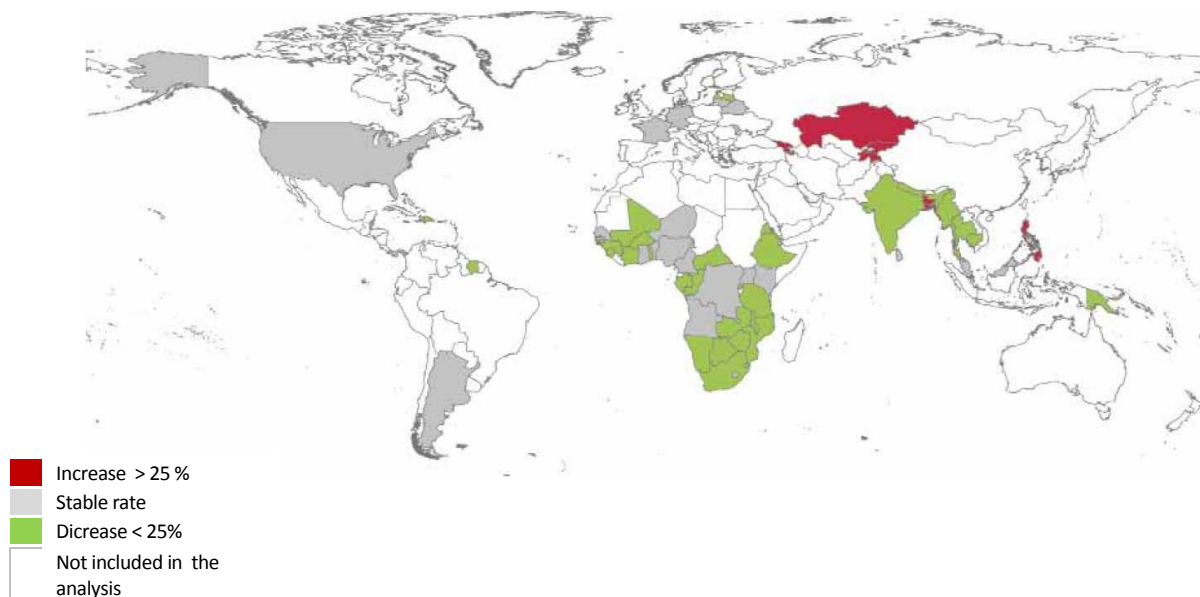 Increase > 25 %
Stable rate
Dicrease < 25%
Not included in the
analysis